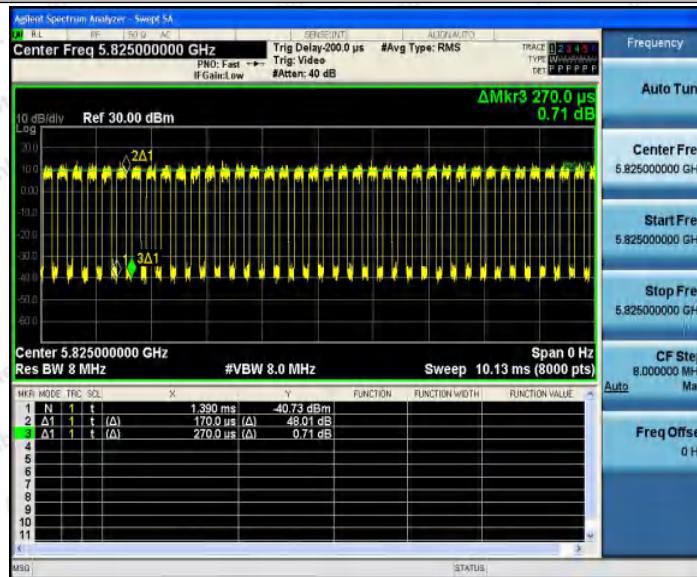 Agilent Spectrum Analyzer - Swept SA
RL RF 50 Ω AC SENSE:INT ALIGNAUTO
Center Freq 5.825000000 GHz
Trig Delay-200.0 µs #Avg Type: RMS
TRACE 1 2 3 4 5 6
PNO: Fast Trig: Video
TYPE
IFGain:Low #Atten: 40 dB
DET P P P P P P
ΔMkr3 270.0 µs
0.71 dB
10 dB/div Ref 30.00 dBm
Log
20.0
10.0
0.00
-10.0
-20.0
-30.0
-40.0
-50.0
-60.0
2Δ1
1
3Δ1
Center 5.825000000 GHz Span 0 Hz
Res BW 8 MHz #VBW 8.0 MHz Sweep 10.13 ms (8000 pts)
MKR MODE TRC SCL X Y FUNCTION FUNCTION WIDTH FUNCTION VALUE
1 N 1 t 1.390 ms -40.73 dBm
2 Δ1 1 t (Δ) 170.0 us (Δ) 48.01 dB
3 Δ1 1 t (Δ) 270.0 us (Δ) 0.71 dB
4
5
6
7
8
9
10
11
MSG STATUS
Frequency
Auto Tun
Center Fre
5.825000000 GH
Start Fre
5.825000000 GH
Stop Fre
5.825000000 GH
CF Ste
8.000000 MH
Auto Ma
Freq Offse
0 H